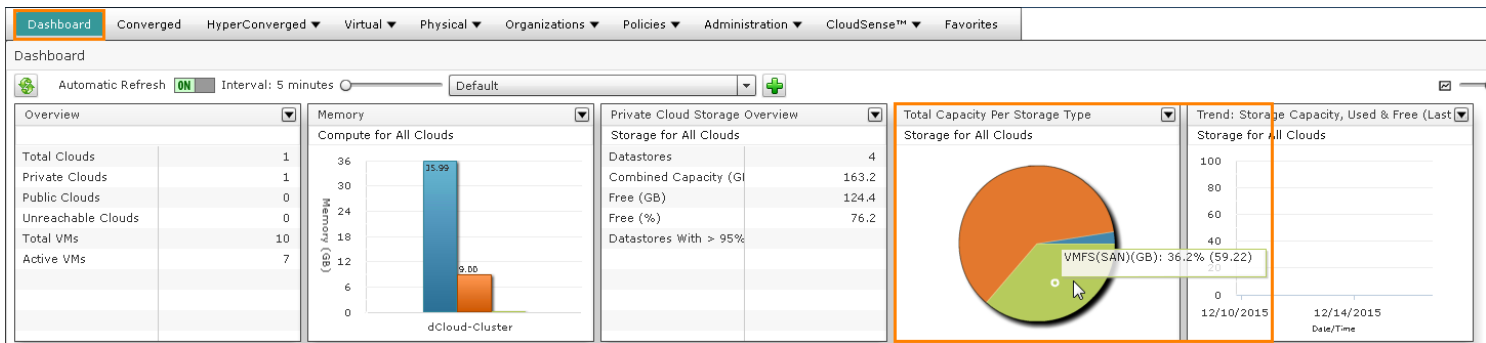 Dashboard Converged HyperConverged ▼ Virtual ▼ Physical ▼ Organizations ▼ Policies ▼ Administration ▼ CloudSense™ ▼ Favorites
Dashboard
Automatic Refresh ON Interval: 5 minutes Default
Overview
Total Clouds 1
Private Clouds 1
Public Clouds 0
Unreachable Clouds 0
Total VMs 10
Active VMs 7
Memory
Compute for All Clouds
Memory (GB)
36
30
24
18
12
6
0
35.99
9.00
dCloud-Cluster
Private Cloud Storage Overview
Storage for All Clouds
Datastores 4
Combined Capacity (GI 163.2
Free (GB) 124.4
Free (%) 76.2
Datastores With > 95%
Total Capacity Per Storage Type
Storage for All Clouds
VMFS(SAN)(GB): 36.2% (59.22)
Trend: Storage Capacity, Used & Free (Last
Storage for All Clouds
100
80
60
40
20
0
12/10/2015 12/14/2015
Date/Time